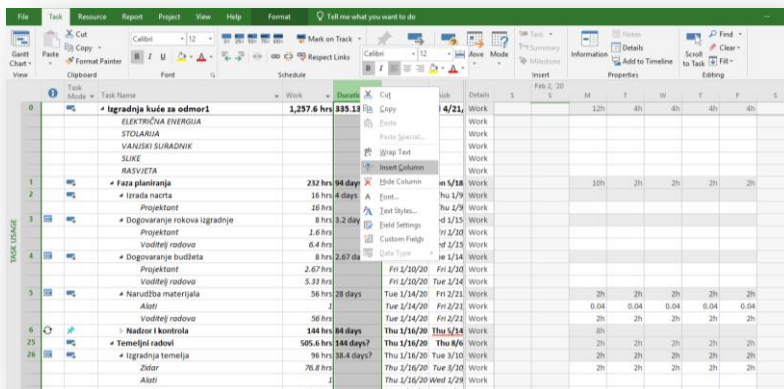 File Task Resource Report Project View Help Format Tell me what you want to do
Gantt Chart
View
Paste
Cut
Copy
Format Painter
Clipboard
Calibri 12
B I U
Font
Mark on Track
Respect Links
Schedule
Calibri 12
B I
Move
Mode
Task
Summary
Milestone
Insert
Information
Notes
Details
Add to Timeline
Properties
Scroll to Task
Find
Clear
Fill
Editing
Cut
Copy
Paste
Paste Special...
Wrap Text
Insert Column
Hide Column
Font...
Text Styles...
Field Settings
Custom Fields
Data Type
TASK USAGE
Task Mode Task Name Work Duration Details
Feb 2, '20
S S M T W T F S
0 Izgradnja kuće za odmor1 1,257.6 hrs 335.13 4/21/ Work 12h 4h 4h 4h 4h
ELEKTRIČNA ENERGIJA Work
STOLARIJA Work
VANJSKI SURADNIK Work
SLIKE Work
RASVJETA Work
1 Faza planiranja 232 hrs 94 days 5/18 Work 10h 2h 2h 2h 2h
2 Izrada nacrta 16 hrs 4 days 1/9 Work
Projektant 16 hrs 1/9 Work
3 Dogovaranje rokova izgradnje 8 hrs 3.2 day 1/15 Work
Projektant 1.6 hrs 1/10 Work
Voditelj radova 6.4 hrs 1/15 Work
4 Dogovaranje budžeta 8 hrs 2.67 da 1/14 Work
Projektant 2.67 hrs Fri 1/10/20 Fri 1/10 Work
Voditelj radova 5.33 hrs Fri 1/10/20 Tue 1/14 Work
5 Narudžba materijala 56 hrs 28 days Tue 1/14/20 Fri 2/21 Work 2h 2h 2h 2h 2h
Alati 1 Tue 1/14/20 Fri 2/21 Work 0.04 0.04 0.04 0.04 0.04
Voditelj radova 56 hrs Tue 1/14/20 Fri 2/21 Work 2h 2h 2h 2h 2h
6 Nadzor I kontrola 144 hrs 84 days Thu 1/16/20 Thu 5/14 Work 8h
25 Temeljni radovi 505.6 hrs 144 days? Thu 1/16/20 Thu 8/6 Work 2h 2h 2h 2h 2h
26 Izgradnja temelja 96 hrs 38.4 days? Thu 1/16/20 Tue 3/10 Work 2h 2h 2h 2h 2h
Zidar 76.8 hrs Thu 1/16/20 Tue 3/10 Work 2h 2h 2h 2h 2h
Alati 1 Thu 1/16/20 Wed 1/29 Work